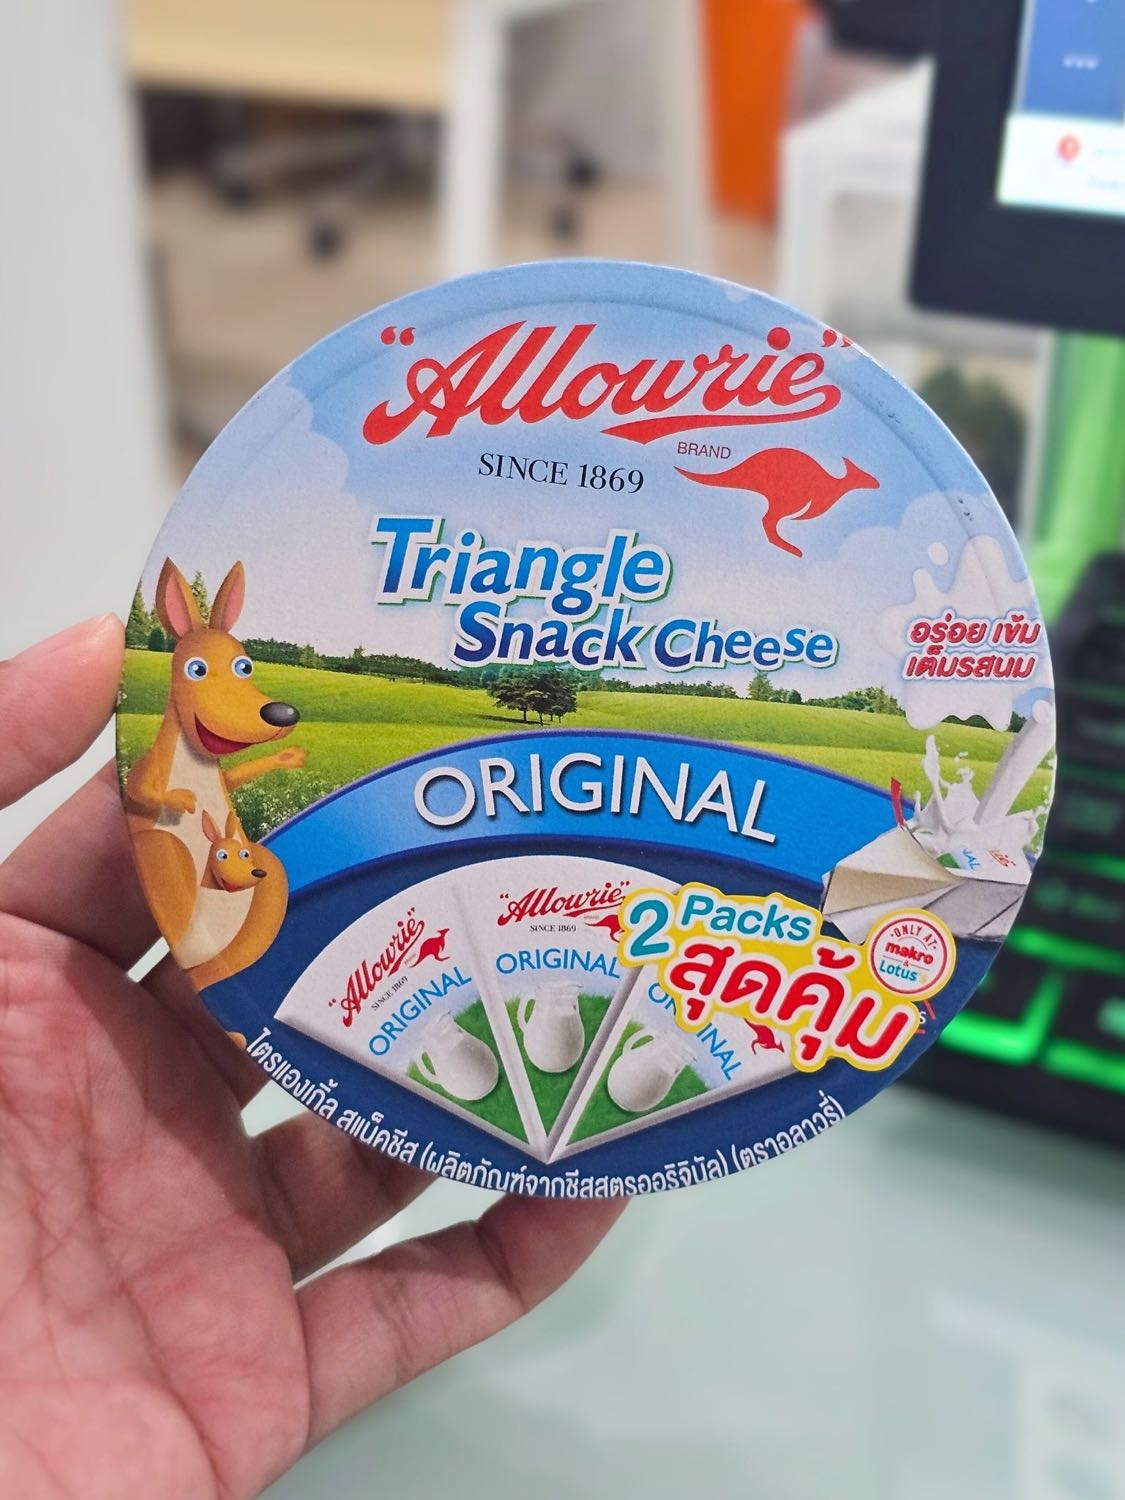 "Allowrie"
BRAND
SINCE 1869
Triangle
Snack Cheese
อร่อย เข้ม
เต็มรสนม
ORIGINAL
"Allowrie"
SINCE 1869
ORIGINAL
"Allowrie"
SINCE 1869
ORIGINAL
2 Packs
สุดคุ้ม
ONLY AT
makro
&
Lotus's
ไตรแองเกิ้ล สแน็คชีส (ผลิตภัณฑ์จากชีสสูตรออริจินัล) (ตราอลาวรี่)